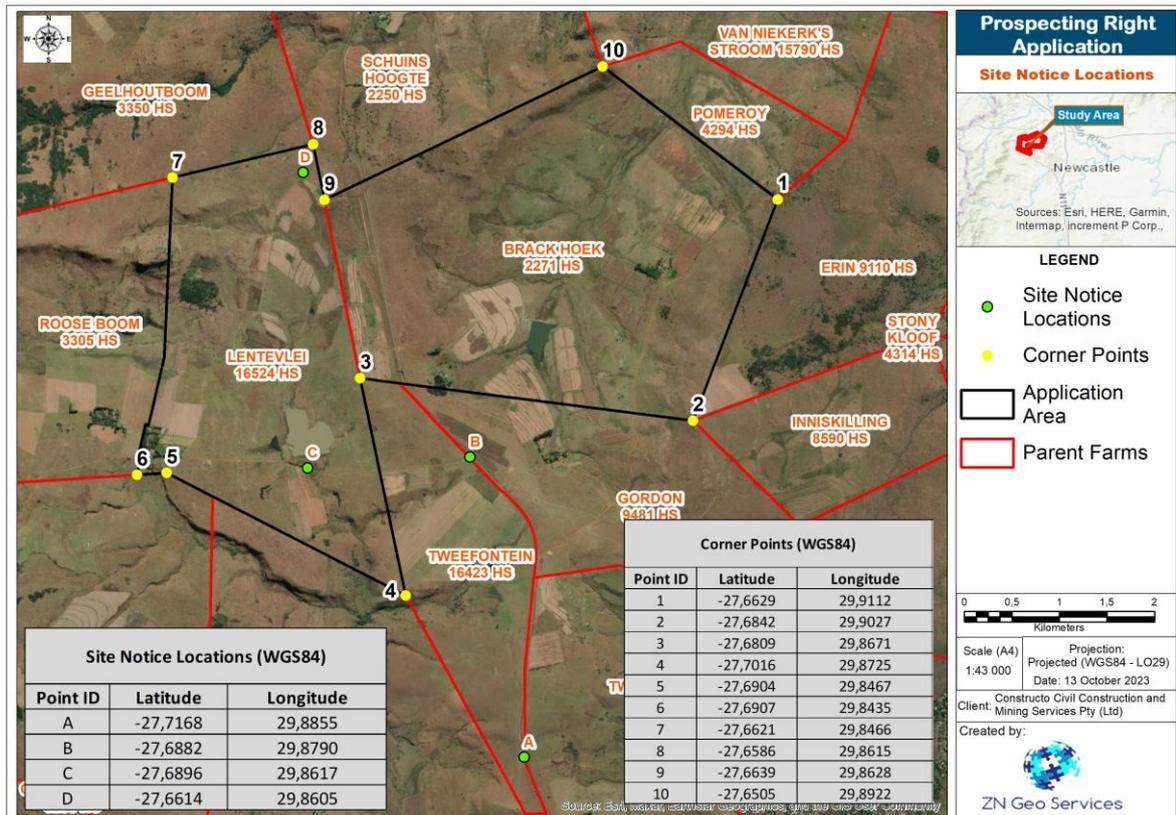 N
W E
S
GEELHOUTBOOM
3350 HS
SCHUINS
HOOGTE
2250 HS
VAN NIEKERK'S
STROOM 15790 HS
POMEROY
4294 HS
10
8
D
7
9
1
BRACK HOEK
2271 HS
ERIN 9110 HS
ROOSE BOOM
3305 HS
LENTEVLEI
16524 HS
STONY
KLOOF
4314 HS
3
2
INNISKILLING
8590 HS
B
C
6
5
GORDON
9481 HS
TWEEFONTEIN
16423 HS
4
A
Site Notice Locations (WGS84)
Point ID Latitude Longitude
A -27,7168 29,8855
B -27,6882 29,8790
C -27,6896 29,8617
D -27,6614 29,8605
Corner Points (WGS84)
Point ID Latitude Longitude
1 -27,6629 29,9112
2 -27,6842 29,9027
3 -27,6809 29,8671
4 -27,7016 29,8725
5 -27,6904 29,8467
6 -27,6907 29,8435
7 -27,6621 29,8466
8 -27,6586 29,8615
9 -27,6639 29,8628
10 -27,6505 29,8922
Source: Esri, Maxar, Earthstar Geographics, and the GIS User Community
Prospecting Right
Application
Site Notice Locations
Study Area
Newcastle
Sources: Esri, HERE, Garmin,
Intermap, increment P Corp.,
LEGEND
Site Notice
Locations
Corner Points
Application
Area
Parent Farms
0 0,5 1 1,5 2
Kilometers
Scale (A4)
1:43 000
Projection:
Projected (WGS84 - LO29)
Date: 13 October 2023
Client: Constructo Civil Construction and
Mining Services Pty (Ltd)
Created by:
ZN Geo Services